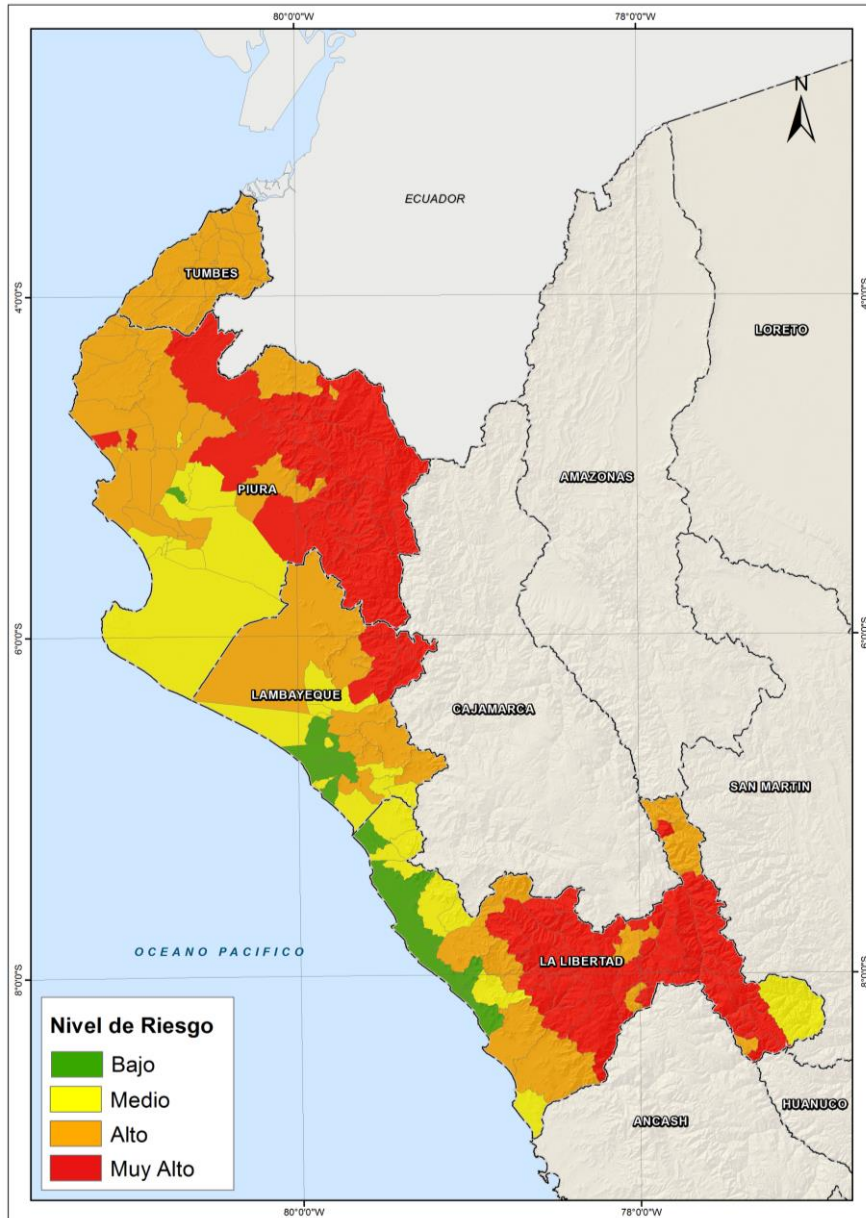 80°0'0"W
78°0'0"W
N
ECUADOR
TUMBES
4°0'0"S
4°0'0"S
LORETO
AMAZONAS
PIURA
6°0'0"S
6°0'0"S
LAMBAYEQUE
CAJAMARCA
SAN MARTIN
OCEANO PACIFICO
LA LIBERTAD
8°0'0"S
8°0'0"S
Nivel de Riesgo
Bajo
Medio
Alto
Muy Alto
HUANUCO
ANCASH
80°0'0"W
78°0'0"W